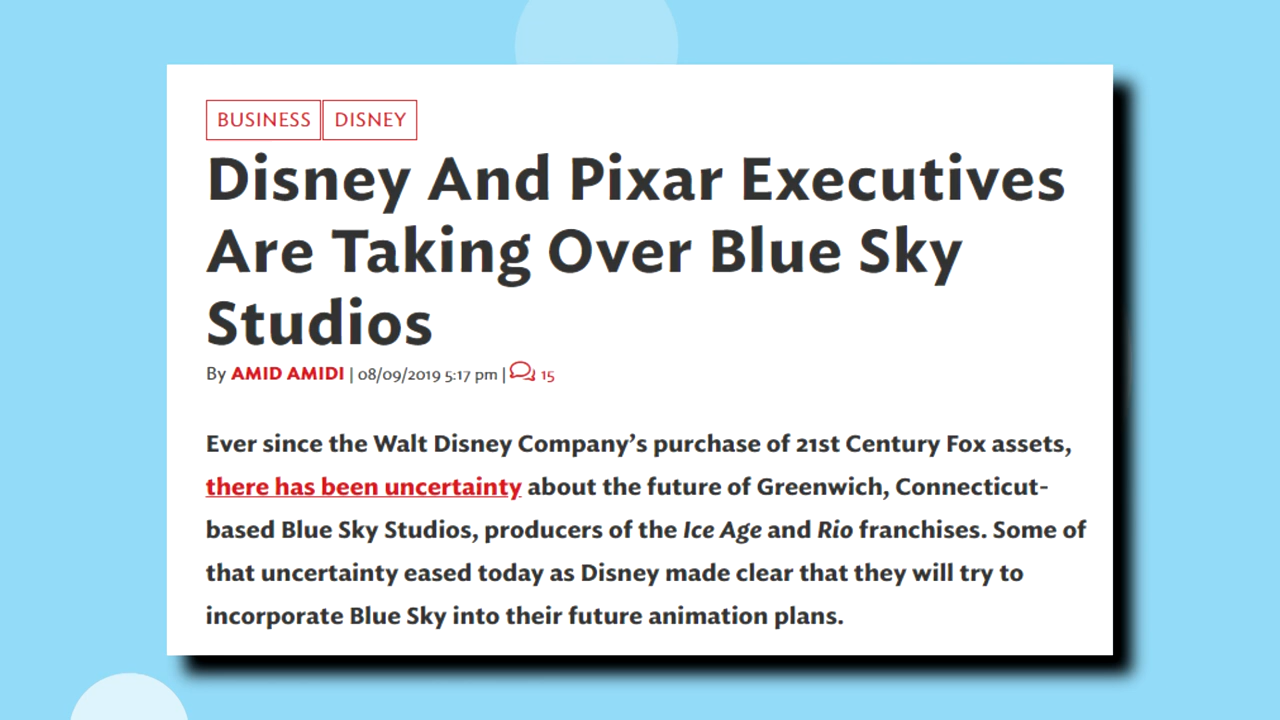 BUSINESS DISNEY
Disney And Pixar Executives
Are Taking Over Blue Sky
Studios
By AMID AMIDI | 08/09/2019 5:17 pm | 15
Ever since the Walt Disney Company’s purchase of 21st Century Fox assets,
there has been uncertainty about the future of Greenwich, Connecticut-
based Blue Sky Studios, producers of the Ice Age and Rio franchises. Some of
that uncertainty eased today as Disney made clear that they will try to
incorporate Blue Sky into their future animation plans.